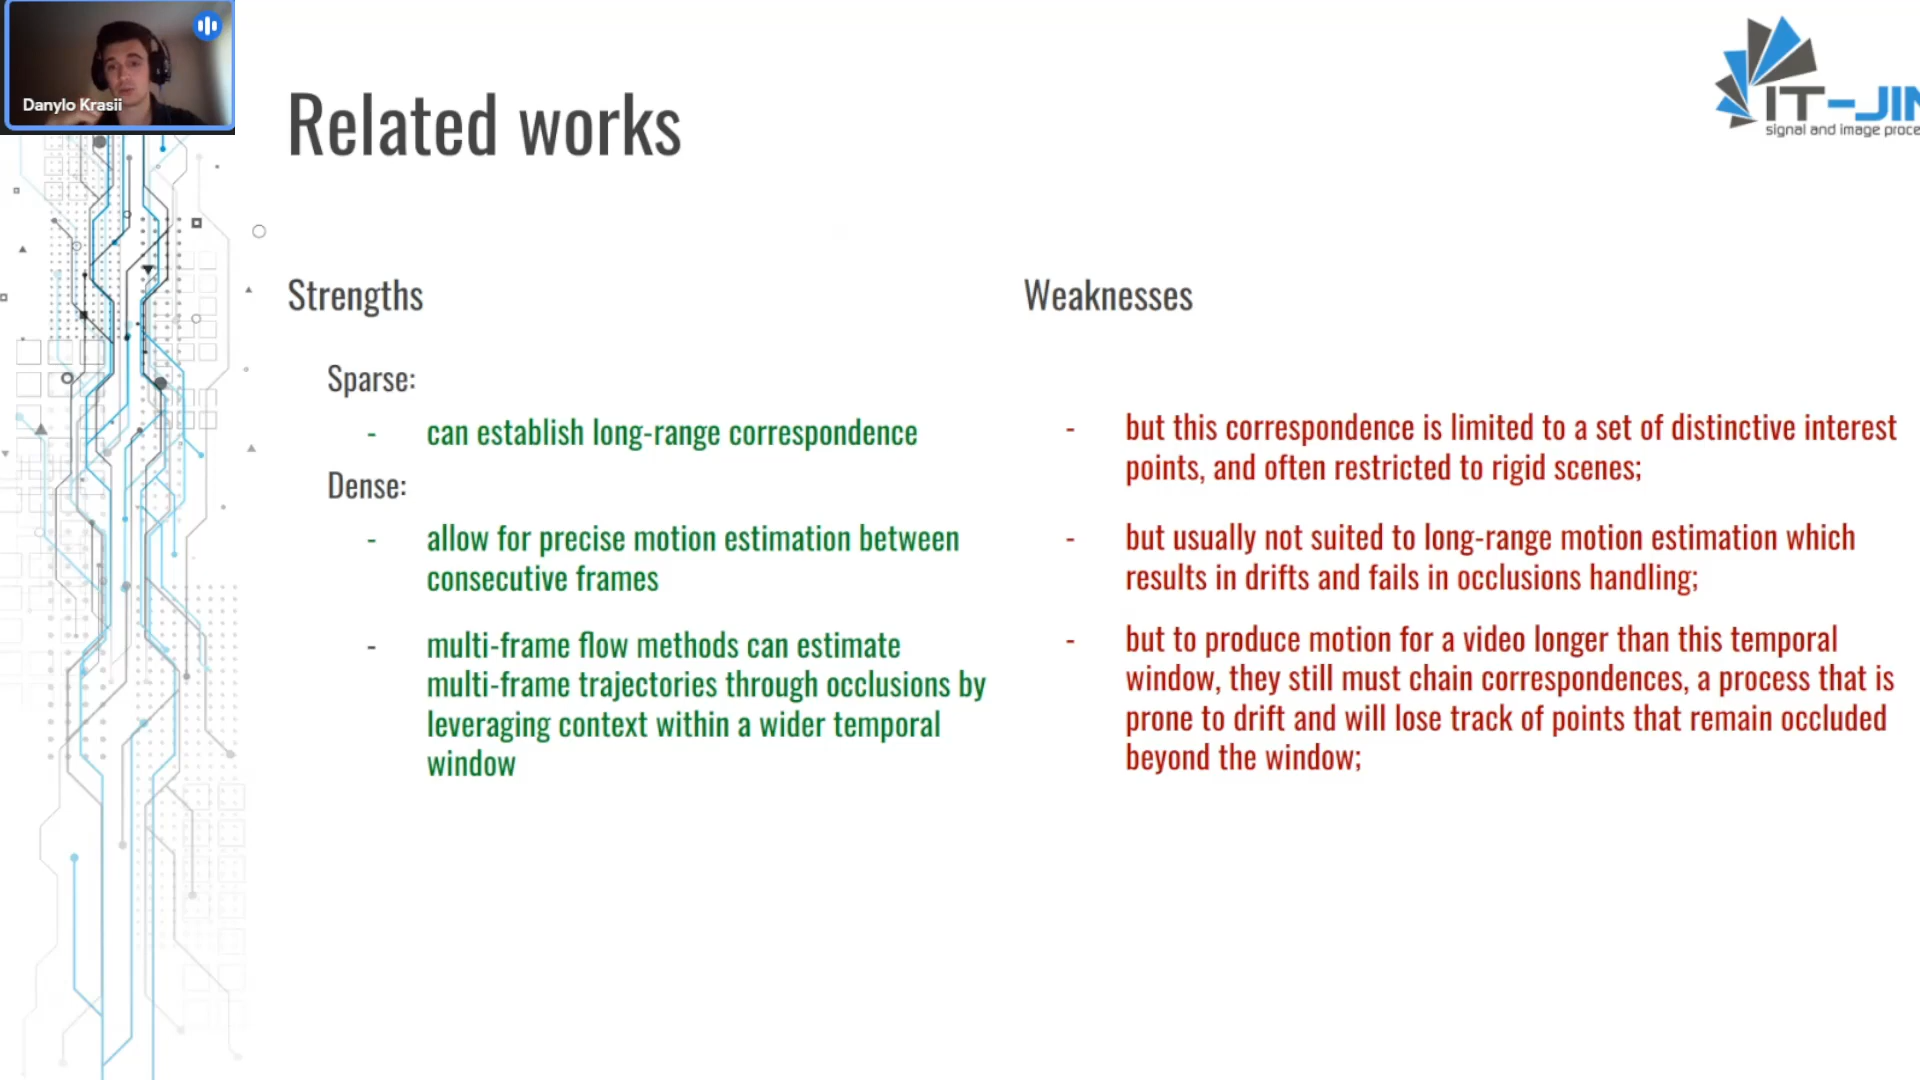 Danylo Krasii
Related works
IT-JIM
signal and image proce
Strengths
Sparse:
- can establish long-range correspondence
Dense:
- allow for precise motion estimation between
consecutive frames
- multi-frame flow methods can estimate
multi-frame trajectories through occlusions by
leveraging context within a wider temporal
window
Weaknesses
- but this correspondence is limited to a set of distinctive interest
points, and often restricted to rigid scenes;
- but usually not suited to long-range motion estimation which
results in drifts and fails in occlusions handling;
- but to produce motion for a video longer than this temporal
window, they still must chain correspondences, a process that is
prone to drift and will lose track of points that remain occluded
beyond the window;